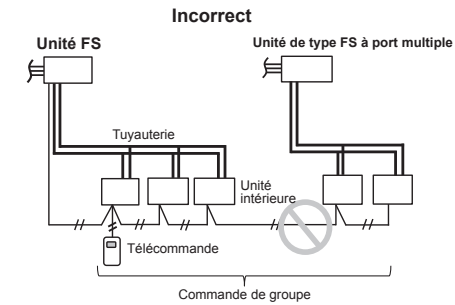 Incorrect
Unité FS
Unité de type FS à port multiple
Tuyauterie
Unité
intérieure
Télécommande
Commande de groupe